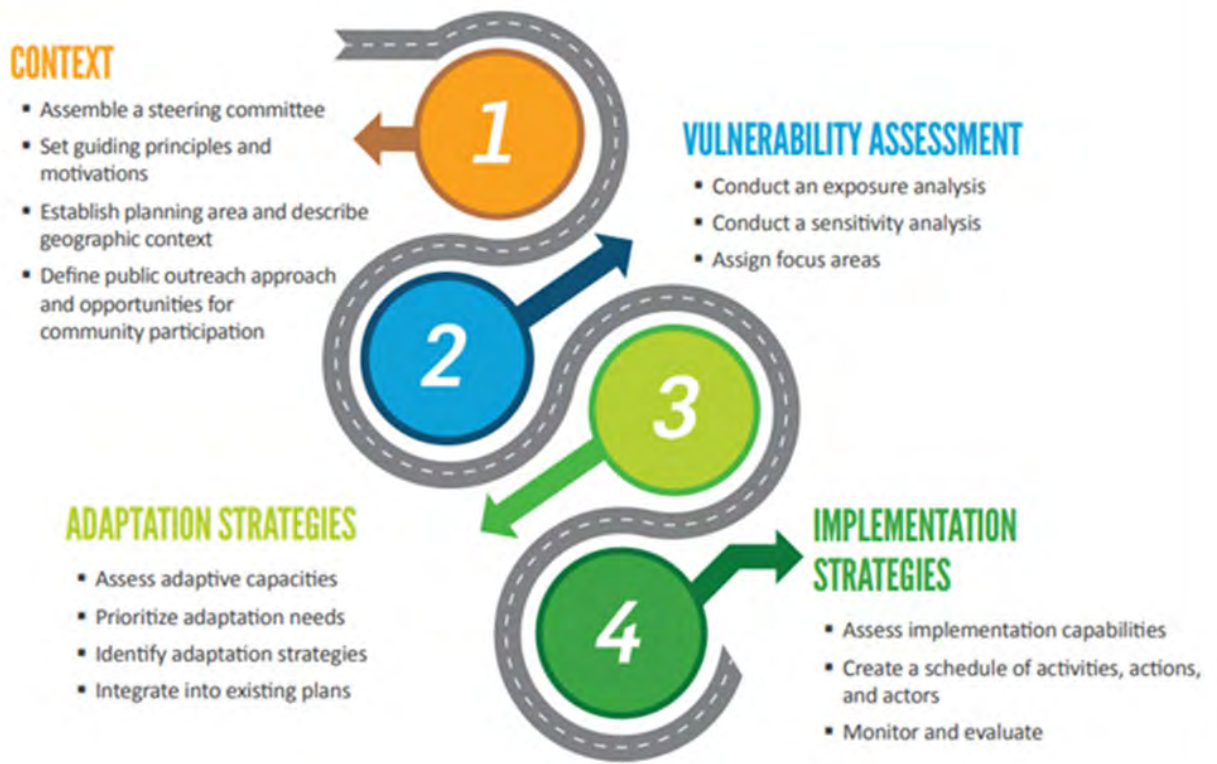 CONTEXT
▪ Assemble a steering committee
▪ Set guiding principles and
motivations
▪ Establish planning area and describe
geographic context
▪ Define public outreach approach
and opportunities for
community participation
1
VULNERABILITY ASSESSMENT
▪ Conduct an exposure analysis
▪ Conduct a sensitivity analysis
▪ Assign focus areas
2
3
ADAPTATION STRATEGIES
▪ Assess adaptive capacities
▪ Prioritize adaptation needs
▪ Identify adaptation strategies
▪ Integrate into existing plans
4
IMPLEMENTATION
STRATEGIES
▪ Assess implementation capabilities
▪ Create a schedule of activities, actions,
and actors
▪ Monitor and evaluate